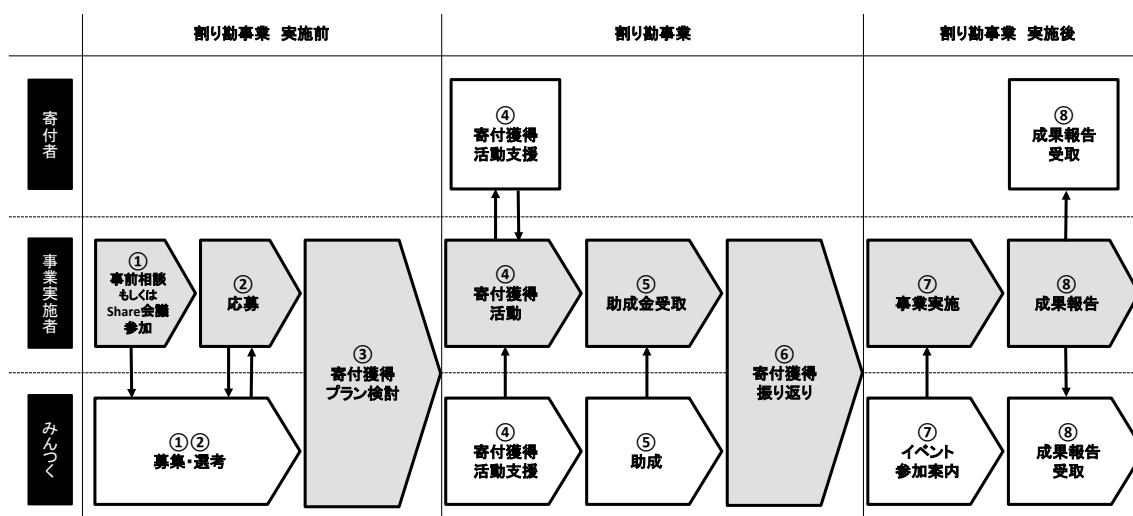 割り勘事業 実施前
割り勘事業
割り勘事業 実施後
寄付者
④
寄付獲得
活動支援
⑧
成果報告
受取
事業実施者
①
事前相談
もしくは
Share会議
参加
②
応募
③
寄付獲得
プラン検討
④
寄付獲得
活動
⑤
助成金受取
⑥
寄付獲得
振り返り
⑦
事業実施
⑧
成果報告
みんつく
①②
募集・選考
④
寄付獲得
活動支援
⑤
助成
⑦
イベント
参加案内
⑧
成果報告
受取